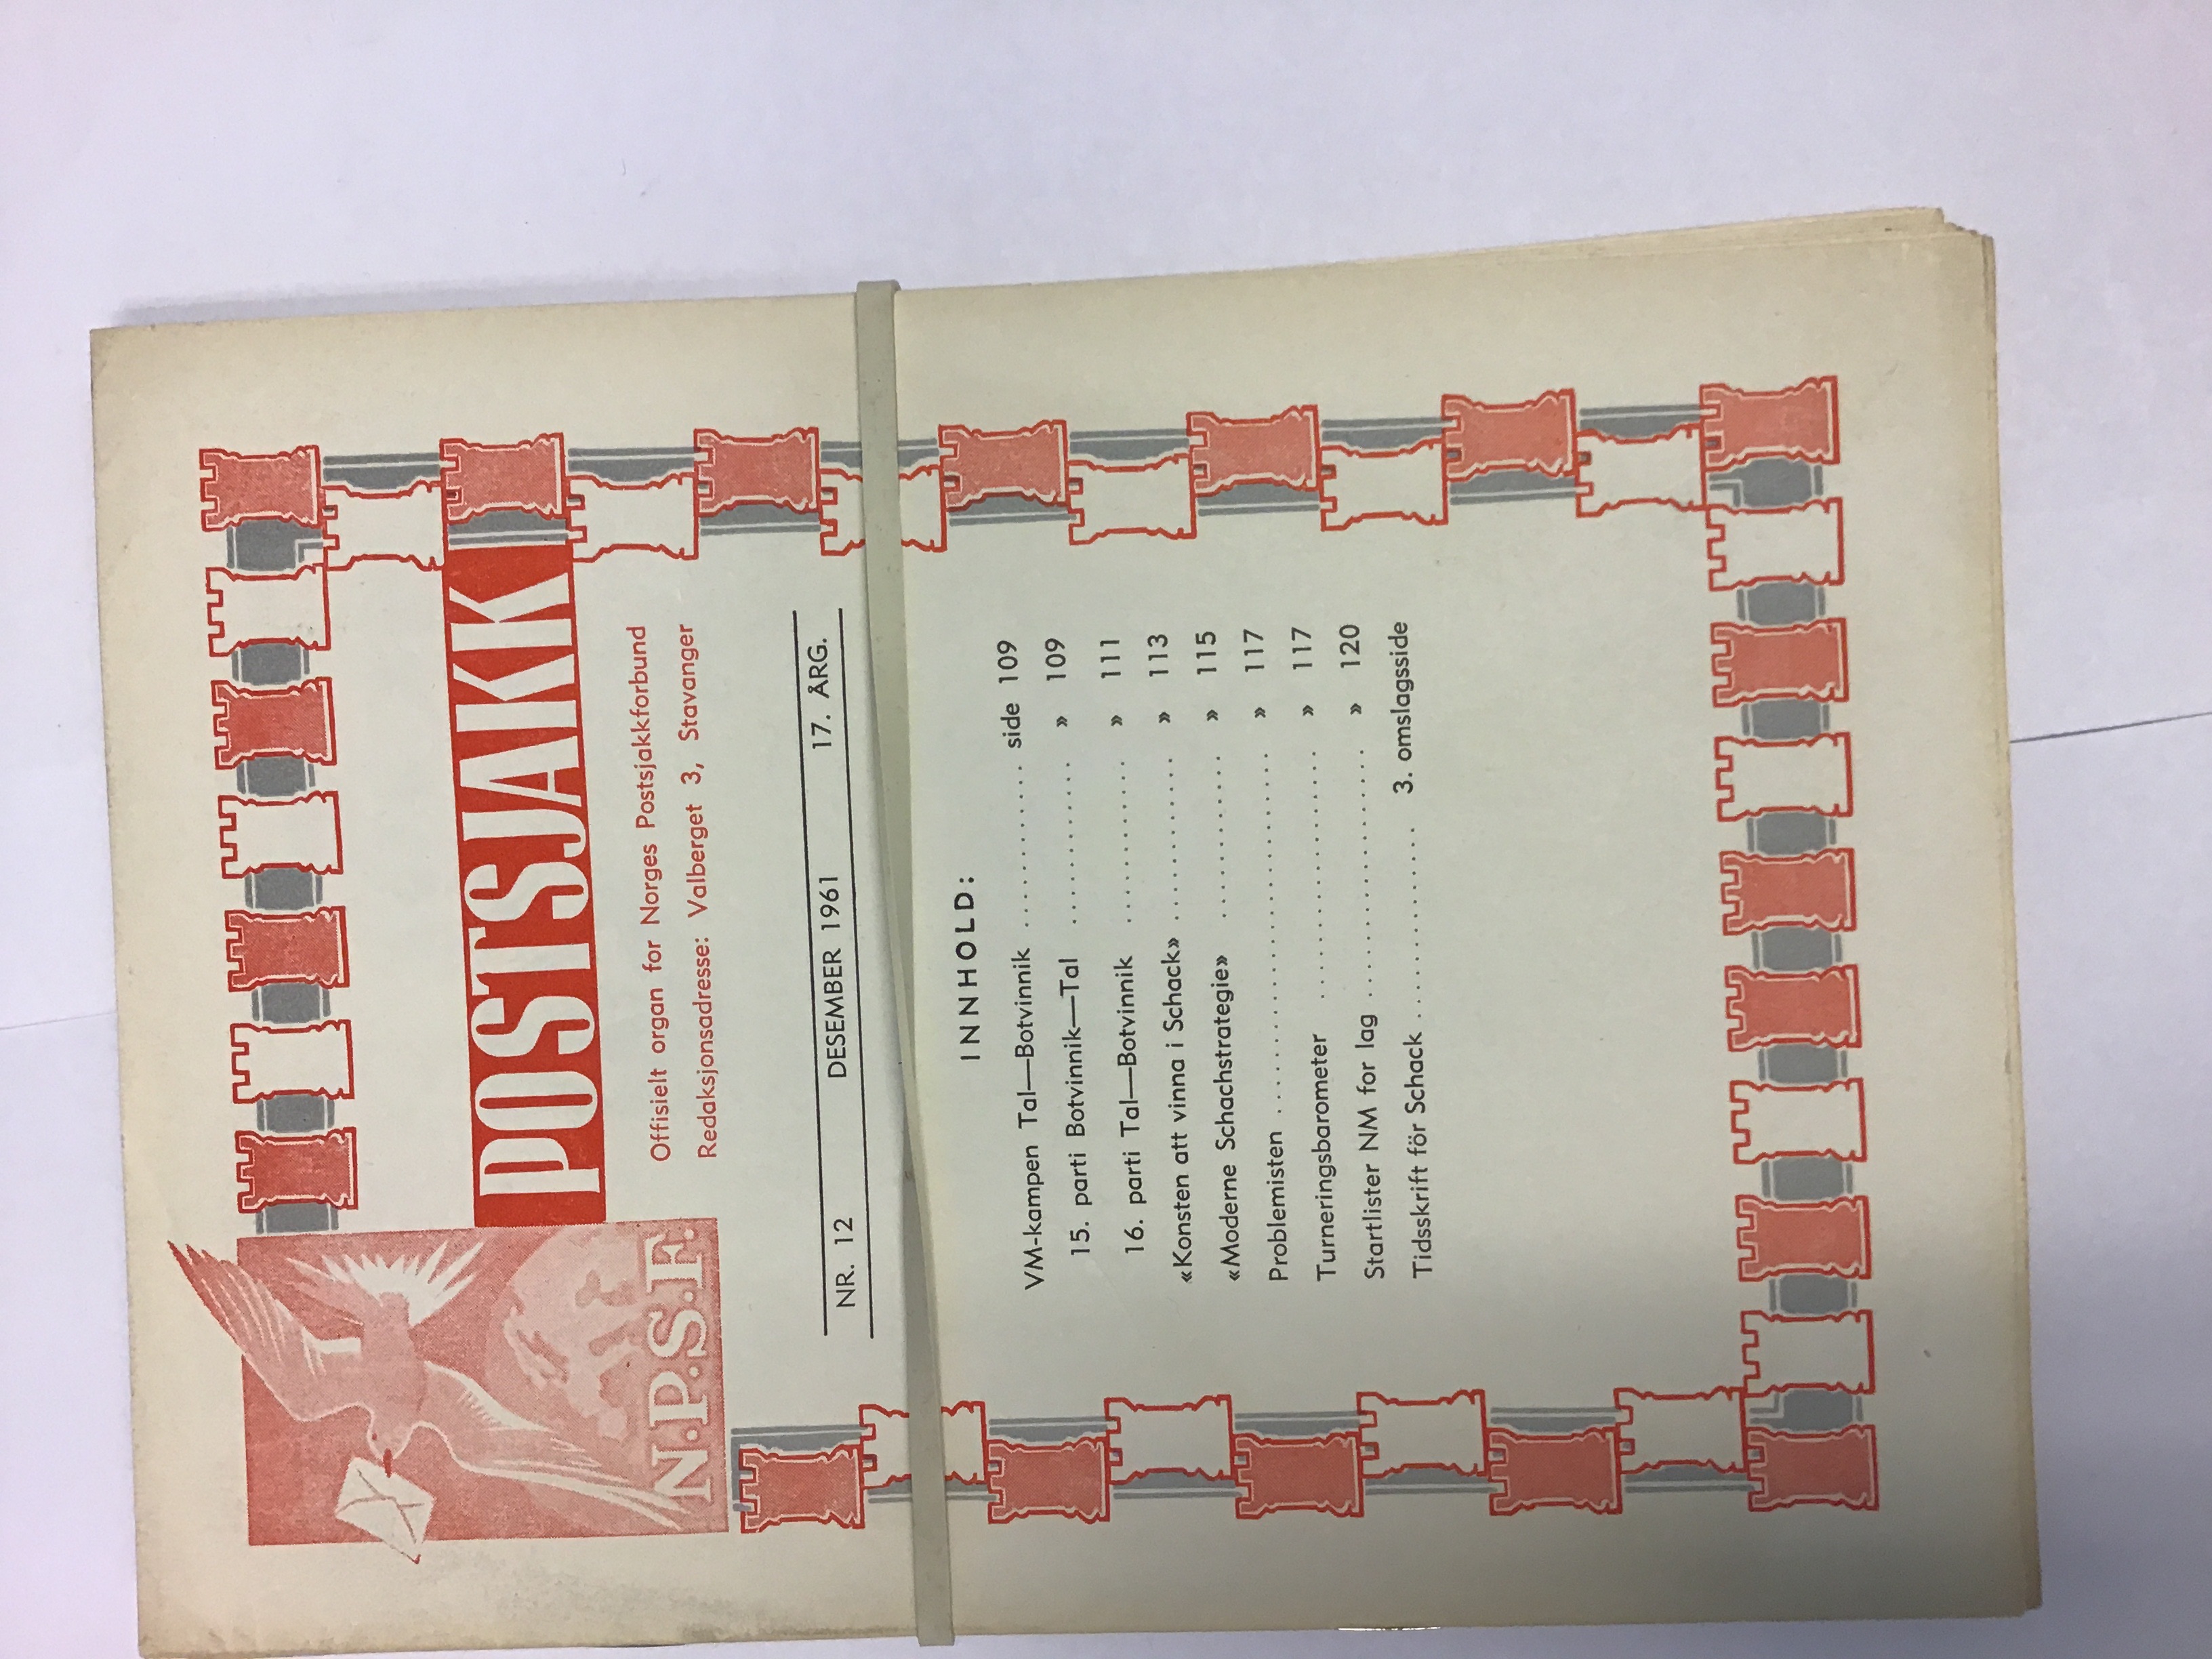 POSTSJAKK
N.P.S.F.
Offisielt organ for Norges Postsjakkforbund
Redaksjonsadresse: Valberget 3, Stavanger
NR. 12 DESEMBER 1961 17. ÅRG.
INNHOLD:
VM-kampen Tal—Botvinnik ............ side 109
15. parti Botvinnik—Tal ............ » 109
16. parti Tal—Botvinnik ............ » 111
«Konsten att vinna i Schack» ............ » 113
«Moderne Schachstrategie» ............ » 115
Problemisten ........................... » 117
Turneringsbarometer .................. » 117
Startlister NM for lag .................. » 120
Tidsskrift för Schack ............... 3. omslagsside